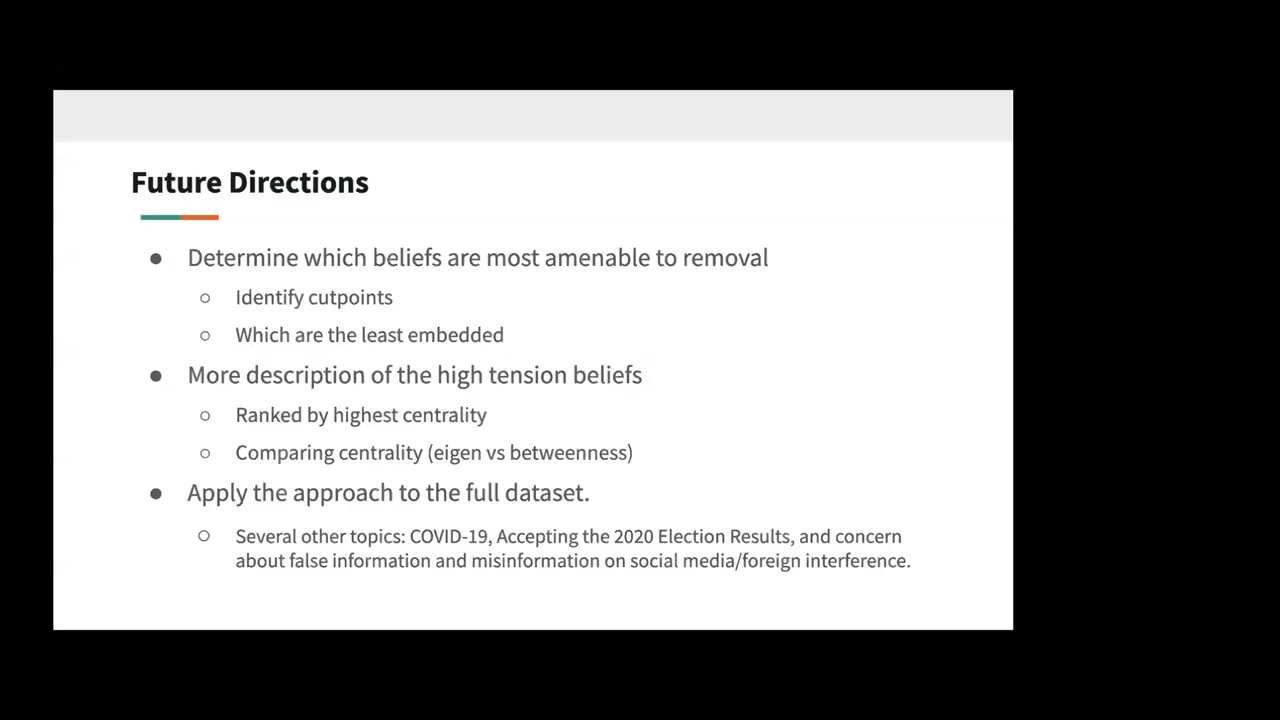 Future Directions
● Determine which beliefs are most amenable to removal
○ Identify cutpoints
○ Which are the least embedded
● More description of the high tension beliefs
○ Ranked by highest centrality
○ Comparing centrality (eigen vs betweenness)
● Apply the approach to the full dataset.
○ Several other topics: COVID-19, Accepting the 2020 Election Results, and concern
about false information and misinformation on social media/foreign interference.